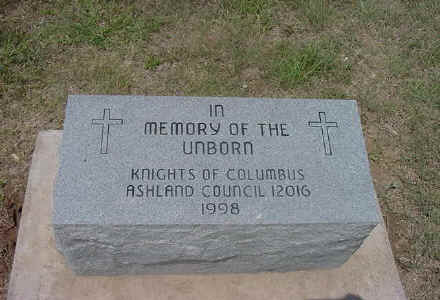 IN
MEMORY OF THE
UNBORN
KNIGHTS OF COLUMBUS
ASHLAND COUNCIL 12016
1998